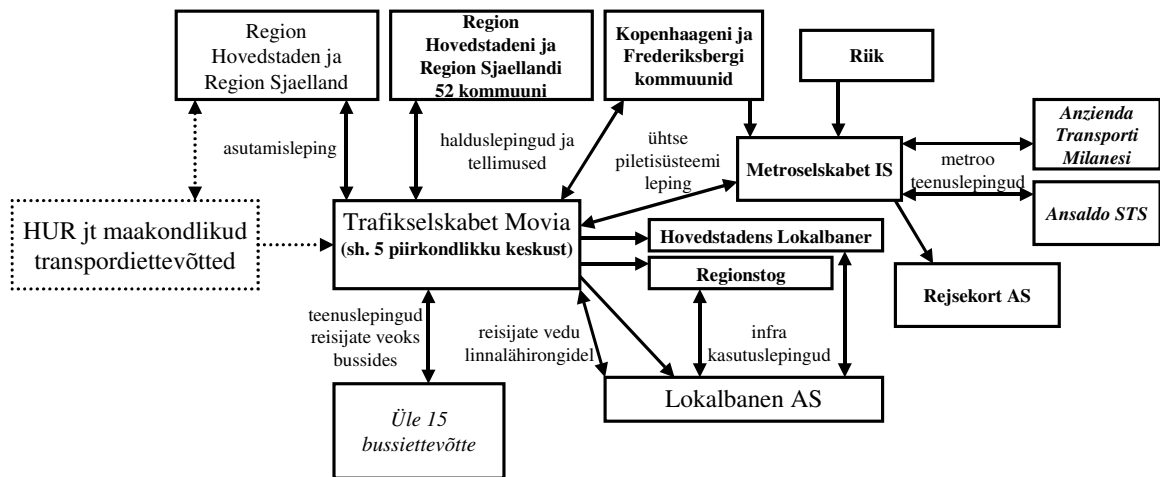 Region
Hovedstaden ja
Region Sjaelland
Region
Hovedstadeni ja
Region Sjaellandi
52 kommuuni
Kopenhaageni ja
Frederiksbergi
kommuunid
Riik
Anzienda
Transporti
Milanesi
asutamisleping
halduslepingud ja
tellimused
ühtse
piletisüsteemi
leping
Metroselskabet IS
metroo
teenuslepingud
Ansaldo STS
HUR jt maakondlikud
transpordiettevõtted
Trafikselskabet Movia
(sh. 5 piirkondlikku keskust)
Hovedstadens Lokalbaner
Regionstog
Rejsekort AS
teenuslepingud
reisijate veoks
bussides
reisijate vedu
linnalähirongidel
infra
kasutuslepingud
Lokalbanen AS
Üle 15
bussiettevõtte